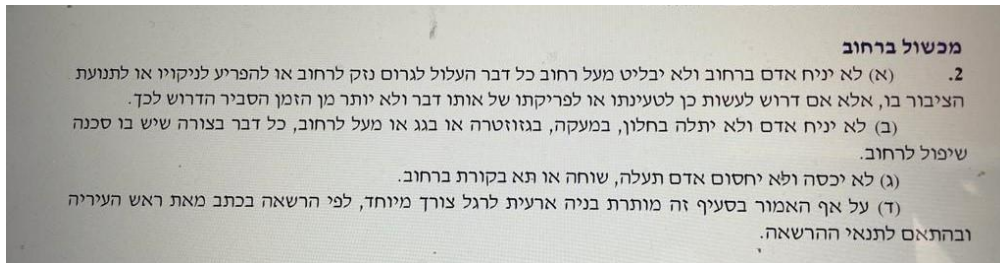 מכשול ברחוב
2. (א) לא יניח אדם ברחוב ולא יבליט מעל רחוב כל דבר העלול לגרום נזק לרחוב או להפריע לניקויו או לתנועת
הציבור בו, אלא אם דרוש לעשות כן לטעינתו או לפריקתו של אותו דבר ולא יותר מן הזמן הסביר הדרוש לכך.
(ב) לא יניח אדם ולא יתלה בחלון, במעקה, בגזוזטרה או בגג או מעל לרחוב, כל דבר בצורה שיש בו סכנה
שיפול לרחוב.
(ג) לא יכסה ולא יחסום אדם תעלה, שוחה או תא בקורת ברחוב.
(ד) על אף האמור בסעיף זה מותרת בניה ארעית לרגל צורך מיוחד, לפי הרשאה בכתב מאת ראש העיריה
ובהתאם לתנאי ההרשאה.